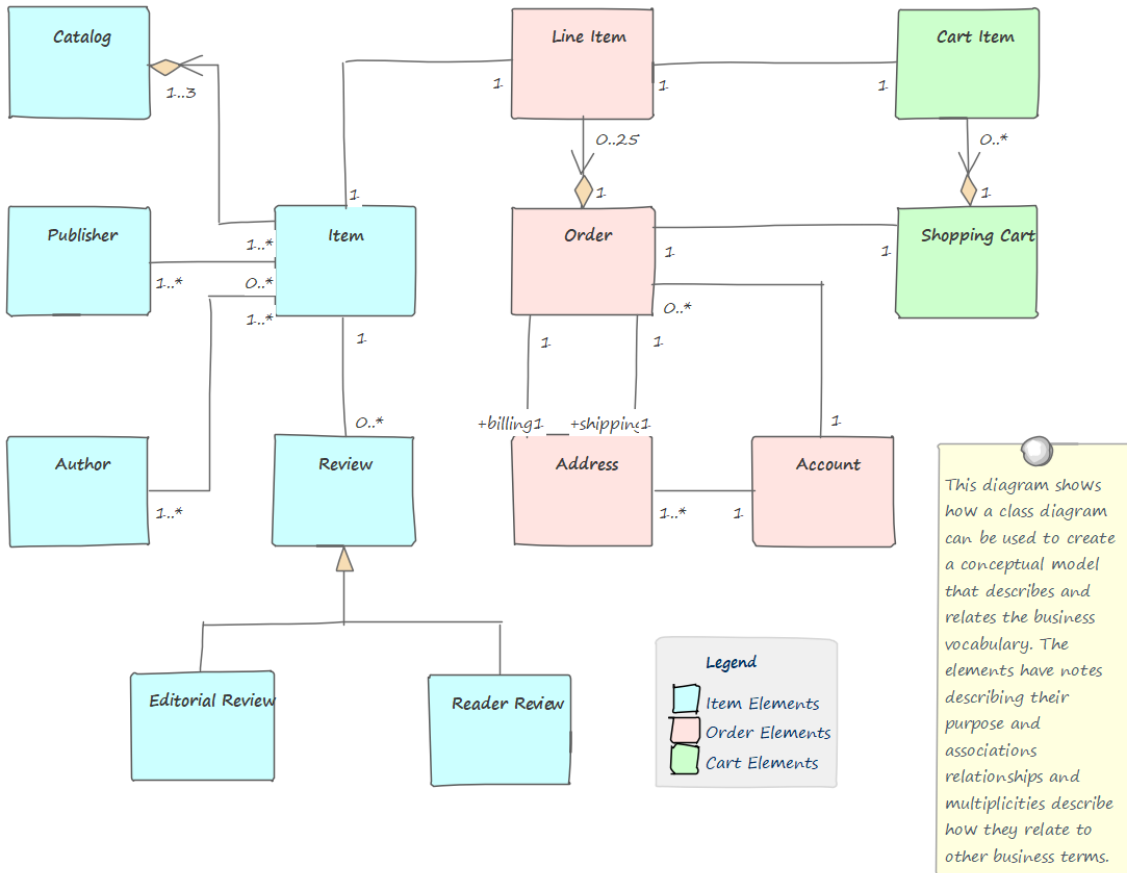 Catalog
Line Item
Cart Item
1..3
1
1
1
0..25
0..*
1
1
1
Publisher
Item
Order
Shopping Cart
1..*
1
1
1..*
0..*
0..*
1..*
1
1
1
0..*
+billing1
+shipping1
1
Author
Review
Address
Account
1..*
1..*
1
This diagram shows
how a class diagram
can be used to create
a conceptual model
that describes and
relates the business
vocabulary. The
elements have notes
describing their
purpose and
associations
relationships and
multiplicities describe
how they relate to
other business terms.
Legend
Editorial Review
Reader Review
Item Elements
Order Elements
Cart Elements